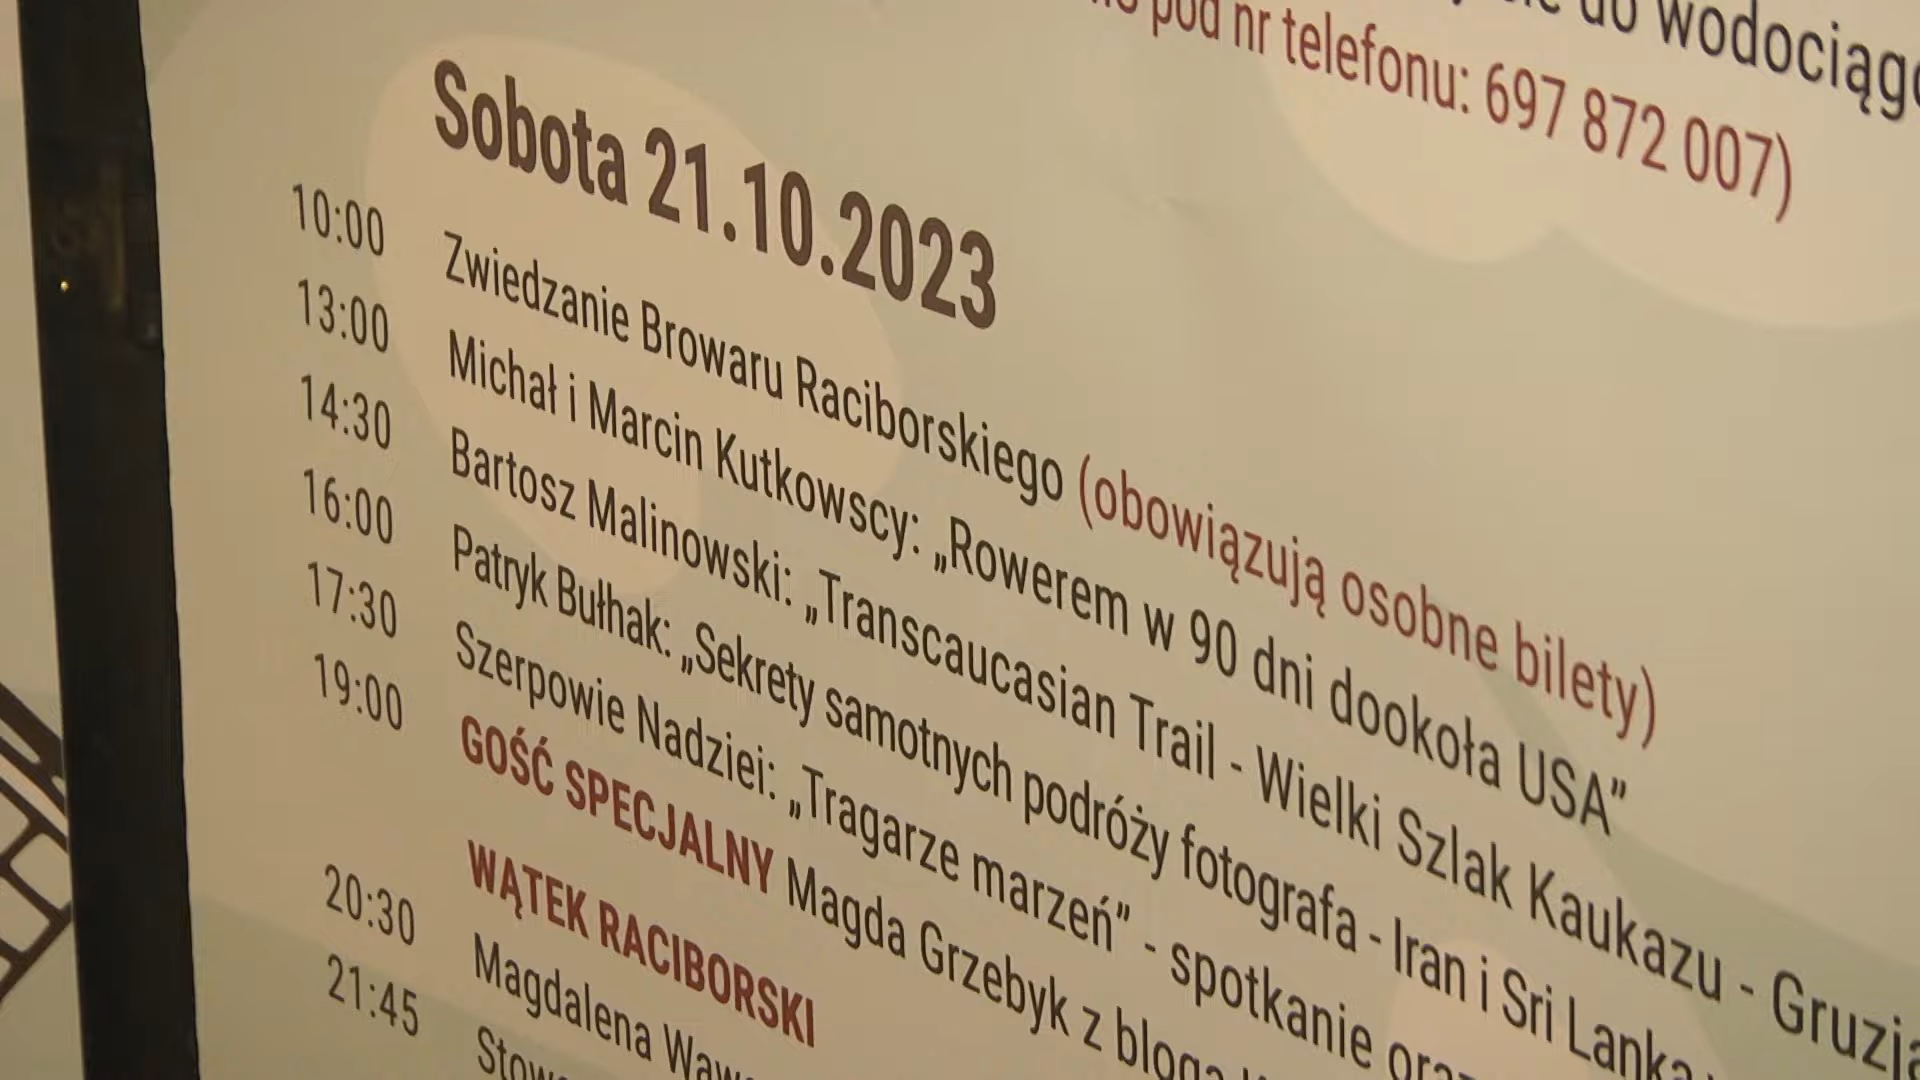 do wodociąg
pod nr telefonu: 697 872 007)
Sobota 21.10.2023
10:00 Zwiedzanie Browaru Raciborskiego (obowiązują osobne bilety)
13:00 Michał i Marcin Kutkowscy: „Rowerem w 90 dni dookoła USA”
14:30 Bartosz Malinowski: „Transcaucasian Trail - Wielki Szlak Kaukazu - Gruzja
16:00 Patryk Bułhak: „Sekrety samotnych podróży fotografa - Iran i Sri Lanka
17:30 Szerpowie Nadziei: „Tragarze marzeń” - spotkanie oraz
19:00 GOŚĆ SPECJALNY Magda Grzebyk z bloga
WĄTEK RACIBORSKI
20:30 Magdalena
21:45